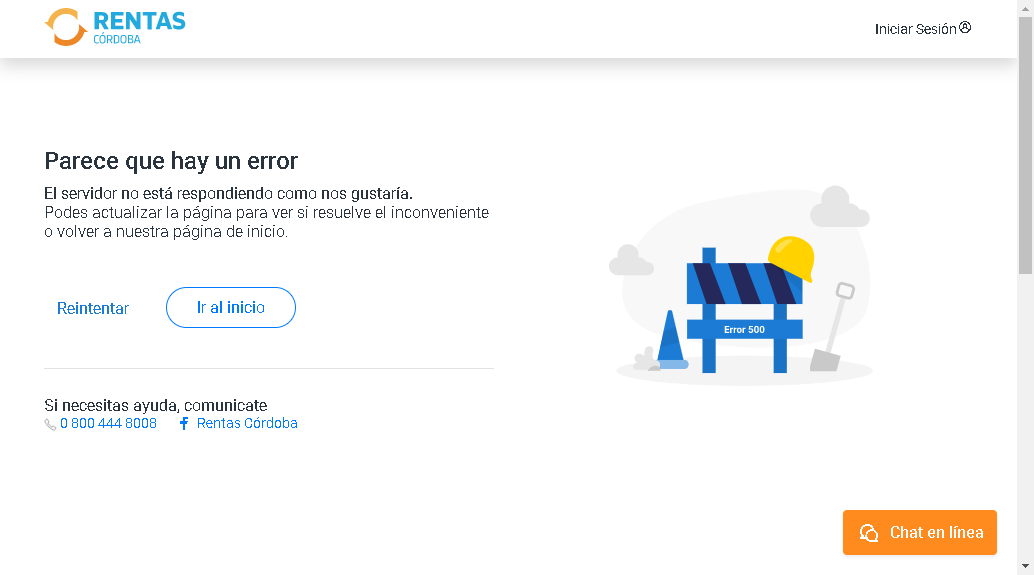 RENTAS
CÓRDOBA
Iniciar Sesión
Parece que hay un error
El servidor no está respondiendo como nos gustaría.
Podes actualizar la página para ver si resuelve el inconveniente
o volver a nuestra página de inicio.
Reintentar
Ir al inicio
Error 500
Si necesitas ayuda, comunicate
0 800 444 8008
Rentas Córdoba
Chat en línea